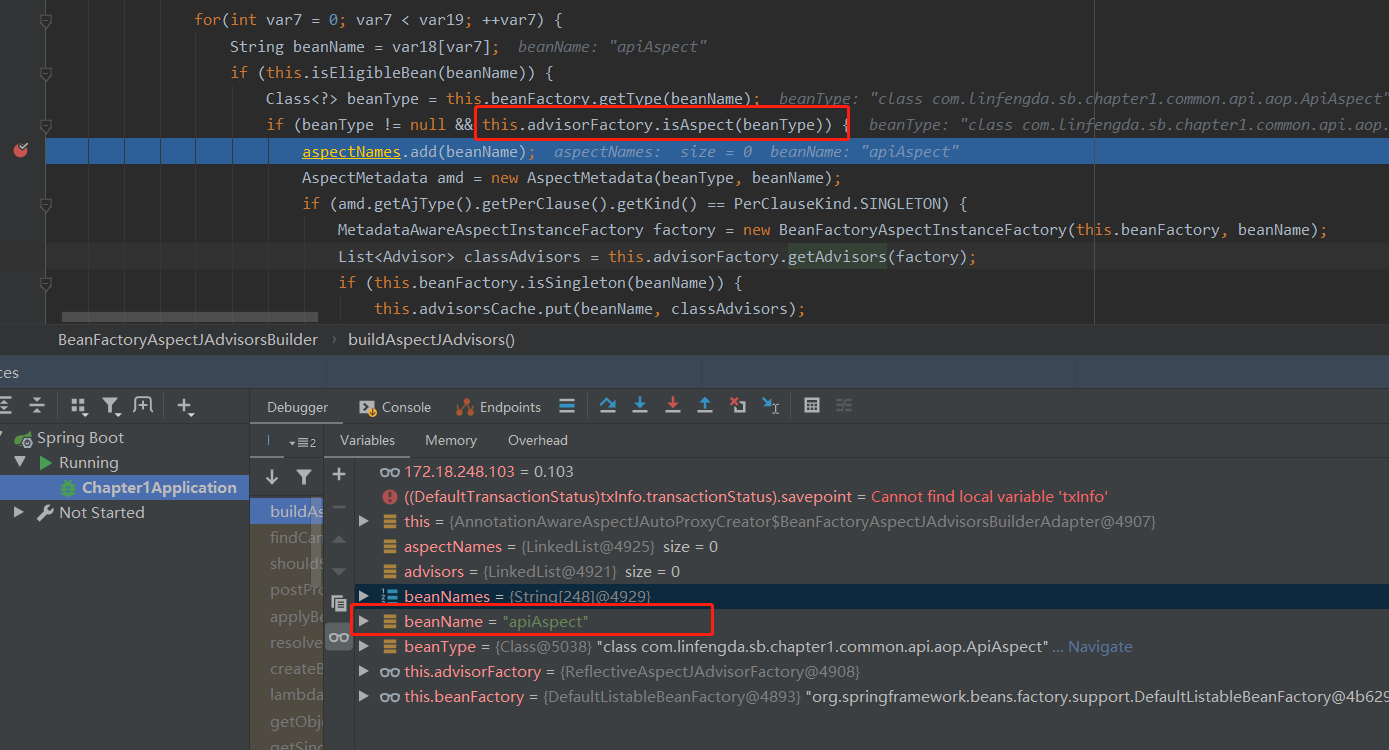 for(int var7 = 0; var7 < var19; ++var7) {
String beanName = var18[var7];  beanName: "apiAspect"
if (this.isEligibleBean(beanName)) {
Class<?> beanType = this.beanFactory.getType(beanName);  beanType: "class com.linfengda.sb.chapter1.common.api.aop.ApiAspect"
if (beanType != null && this.advisorFactory.isAspect(beanType)) {  beanType: "class com.linfengda.sb.chapter1.common.api.aop.
aspectNames.add(beanName);  aspectNames:  size = 0  beanName: "apiAspect"
AspectMetadata amd = new AspectMetadata(beanType, beanName);
if (amd.getAjType().getPerClause().getKind() == PerClauseKind.SINGLETON) {
MetadataAwareAspectInstanceFactory factory = new BeanFactoryAspectInstanceFactory(this.beanFactory, beanName);
List<Advisor> classAdvisors = this.advisorFactory.getAdvisors(factory);
if (this.beanFactory.isSingleton(beanName)) {
this.advisorsCache.put(beanName, classAdvisors);
BeanFactoryAspectJAdvisorsBuilder › buildAspectJAdvisors()
ces
Debugger Console Endpoints
Spring Boot
Running
Chapter1Application
Not Started
2
Variables Memory Overhead
buildAs
findCan
shouldS
postPro
applyBe
resolve
createB
lambda
getObje
getSing
172.18.248.103 = 0.103
((DefaultTransactionStatus)txInfo.transactionStatus).savepoint = Cannot find local variable 'txInfo'
this = {AnnotationAwareAspectJAutoProxyCreator$BeanFactoryAspectJAdvisorsBuilderAdapter@4907}
aspectNames = {LinkedList@4925}  size = 0
advisors = {LinkedList@4921}  size = 0
beanNames = {String[248]@4929}
beanName = "apiAspect"
beanType = {Class@5038} "class com.linfengda.sb.chapter1.common.api.aop.ApiAspect" ... Navigate
this.advisorFactory = {ReflectiveAspectJAdvisorFactory@4908}
this.beanFactory = {DefaultListableBeanFactory@4893} "org.springframework.beans.factory.support.DefaultListableBeanFactory@4b629